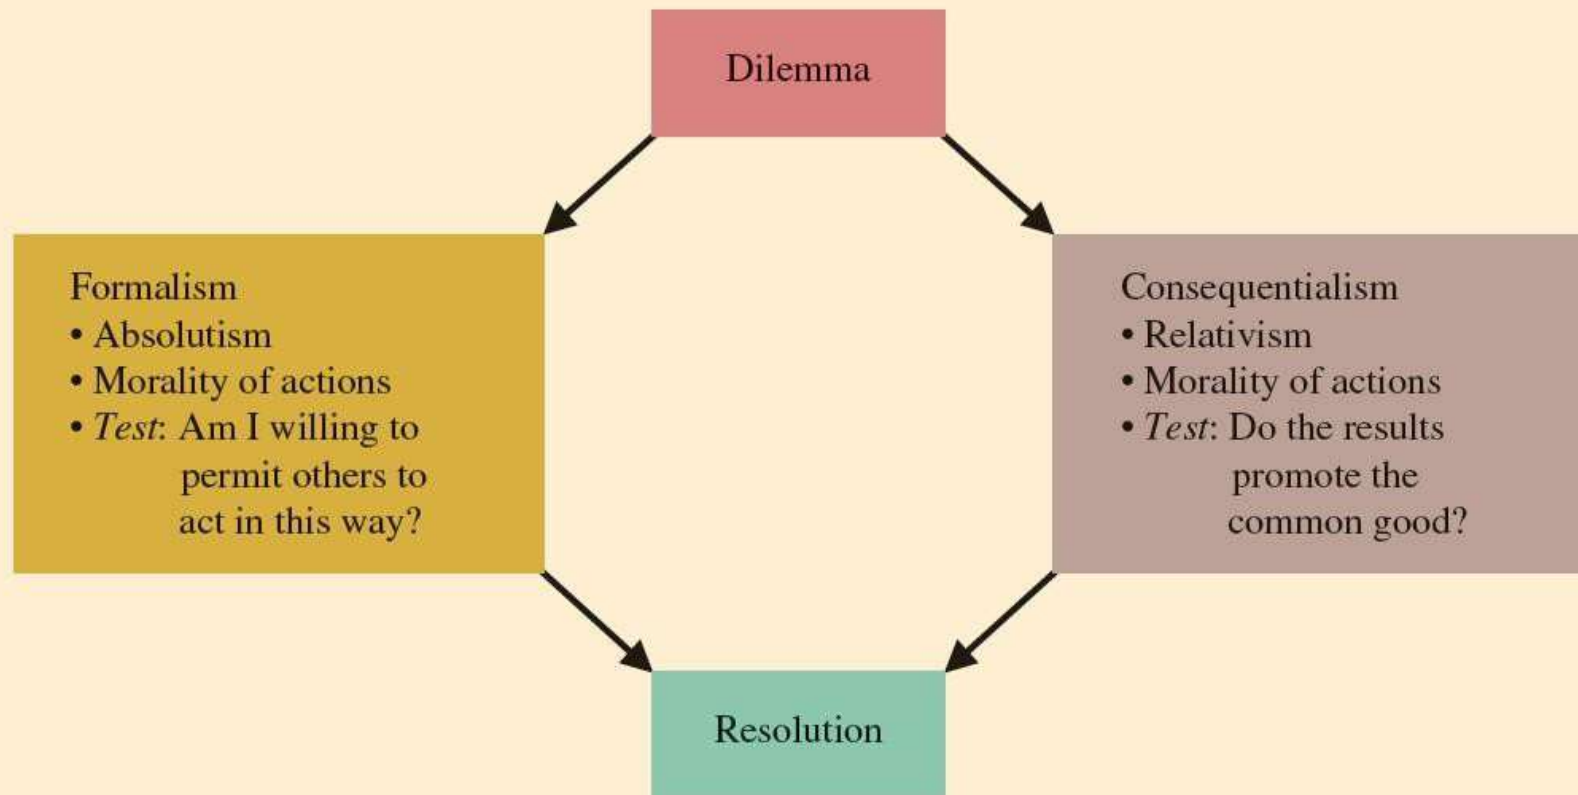 Dilemma
Formalism
• Absolutism
• Morality of actions
• Test: Am I willing to
permit others to
act in this way?
Consequentialism
• Relativism
• Morality of actions
• Test: Do the results
promote the
common good?
Resolution